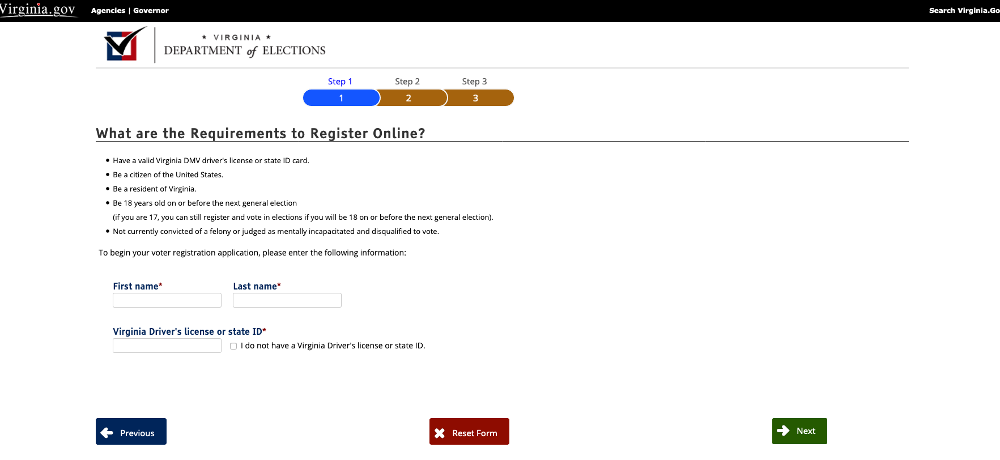 Virginia.gov Agencies | Governor Search Virginia.Go
★ VIRGINIA ★
DEPARTMENT of ELECTIONS
Step 1 Step 2 Step 3
1 2 3
What are the Requirements to Register Online?
• Have a valid Virginia DMV driver's license or state ID card.
• Be a citizen of the United States.
• Be a resident of Virginia.
• Be 18 years old on or before the next general election
(if you are 17, you can still register and vote in elections if you will be 18 on or before the next general election).
• Not currently convicted of a felony or judged as mentally incapacitated and disqualified to vote.
To begin your voter registration application, please enter the following information:
First name* Last name*
Virginia Driver's license or state ID*
I do not have a Virginia Driver's license or state ID.
Previous Reset Form Next